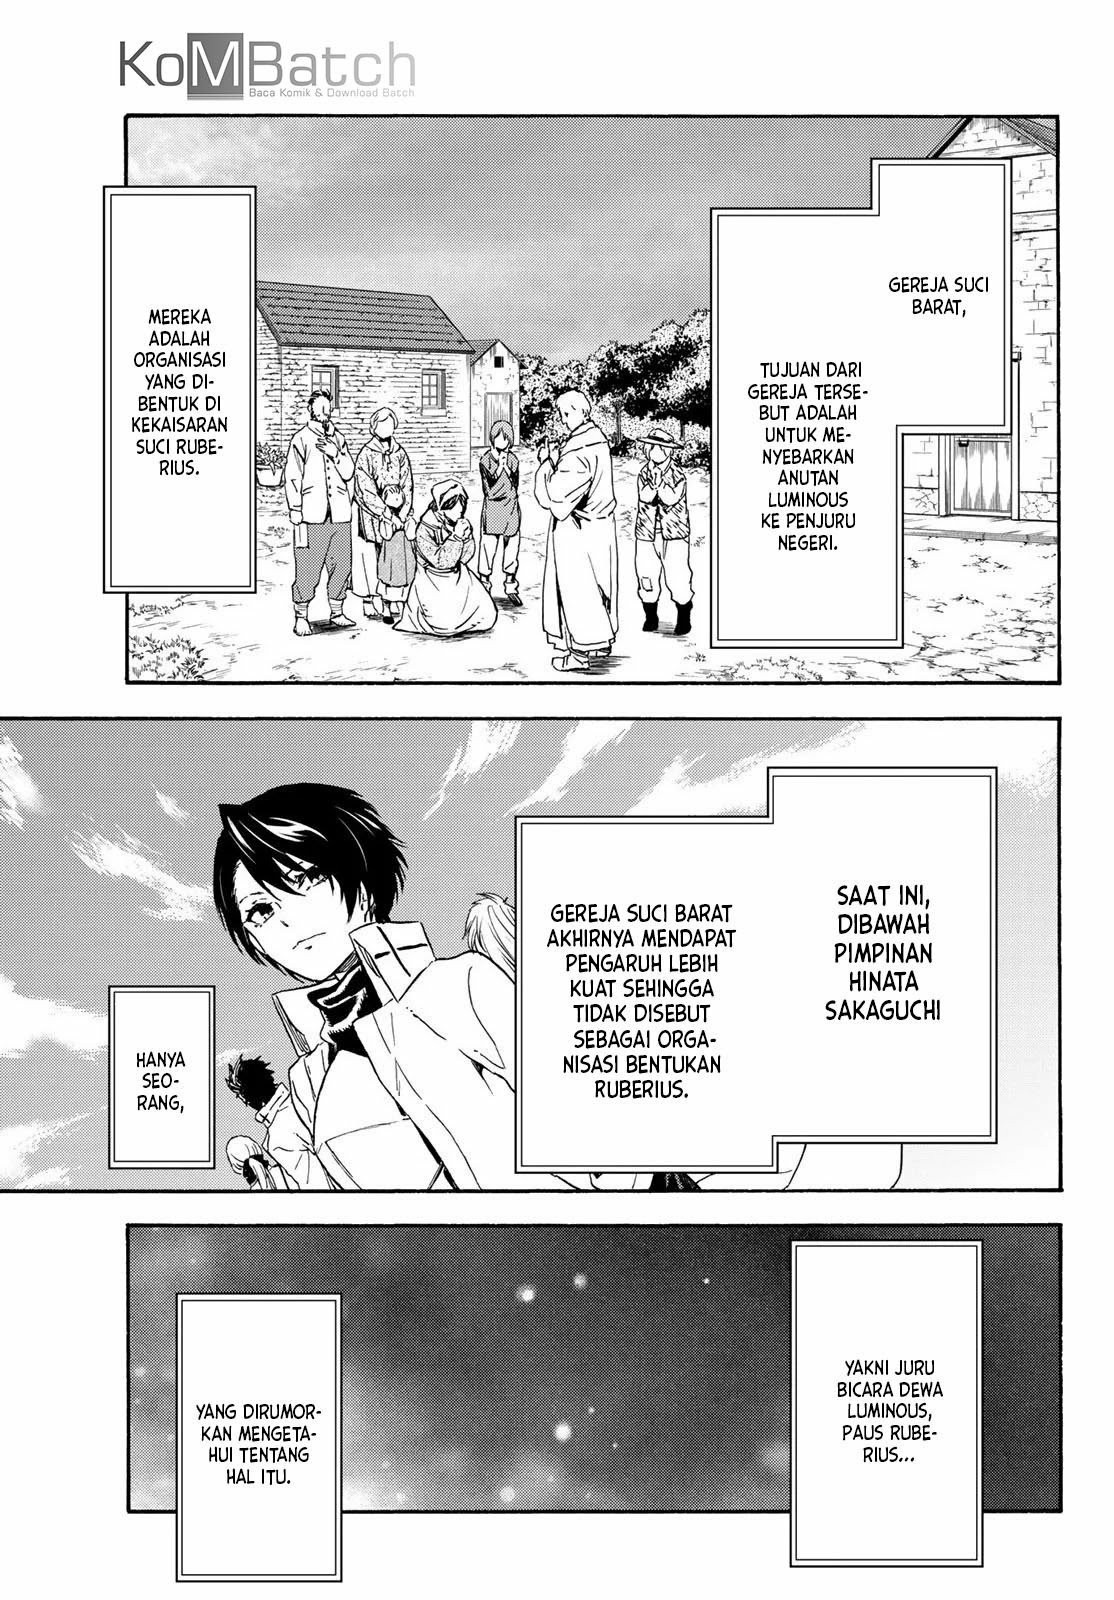 KoMBatch
Baca Komik & Download Batch
GEREJA SUCI
BARAT,
TUJUAN DARI
GEREJA TERSE-
BUT ADALAH
UNTUK ME-
NYEBARKAN
ANUTAN
LUMINOUS
KE PENJURU
NEGERI.
MEREKA
ADALAH
ORGANISASI
YANG DI-
BENTUK DI
KEKAISARAN
SUCI RUBE-
RIUS.
SAAT INI,
DIBAWAH
PIMPINAN
HINATA
SAKAGUCHI
GEREJA SUCI BARAT
AKHIRNYA MENDAPAT
PENGARUH LEBIH
KUAT SEHINGGA
TIDAK DISEBUT
SEBAGAI ORGA-
NISASI BENTUKAN
RUBERIUS.
HANYA
SEO-
RANG,
YAKNI JURU
BICARA DEWA
LUMINOUS,
PAUS RUBE-
RIUS...
YANG DIRUMOR-
KAN MENGETA-
HUI TENTANG
HAL ITU.